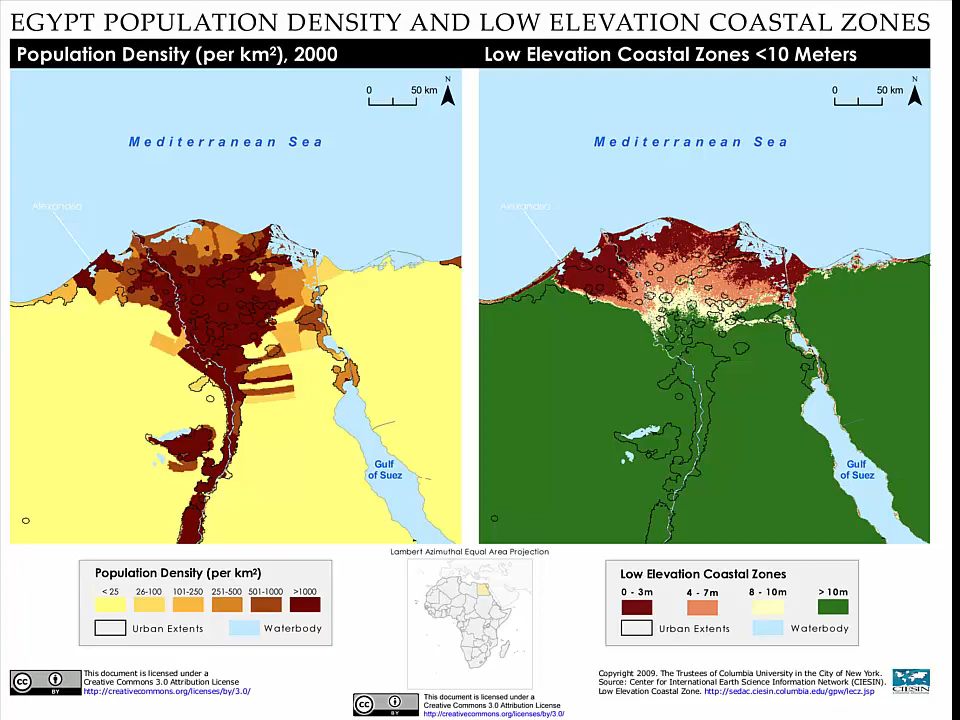 EGYPT POPULATION DENSITY AND LOW ELEVATION COASTAL ZONES
Population Density (per km²), 2000
Low Elevation Coastal Zones <10 Meters
0 50 km N
Mediterranean Sea
Alexandria
Gulf
of Suez
0 50 km N
Mediterranean Sea
Alexandria
Gulf
of Suez
Lambert Azimuthal Equal Area Projection
Population Density (per km²)
< 25 26-100 101-250 251-500 501-1000 >1000
Urban Extents Waterbody
Low Elevation Coastal Zones
0 - 3m 4 - 7m 8 - 10m > 10m
Urban Extents Waterbody
cc BY
This document is licensed under a
Creative Commons 3.0 Attribution License
http://creativecommons.org/licenses/by/3.0/
cc BY
This document is licensed under a
Creative Commons 3.0 Attribution License
http://creativecommons.org/licenses/by/3.0/
Copyright 2009. The Trustees of Columbia University in the City of New York.
Source: Center for International Earth Science Information Network (CIESIN).
Low Elevation Coastal Zone. http://sedac.ciesin.columbia.edu/gpw/lecz.jsp
CIESIN